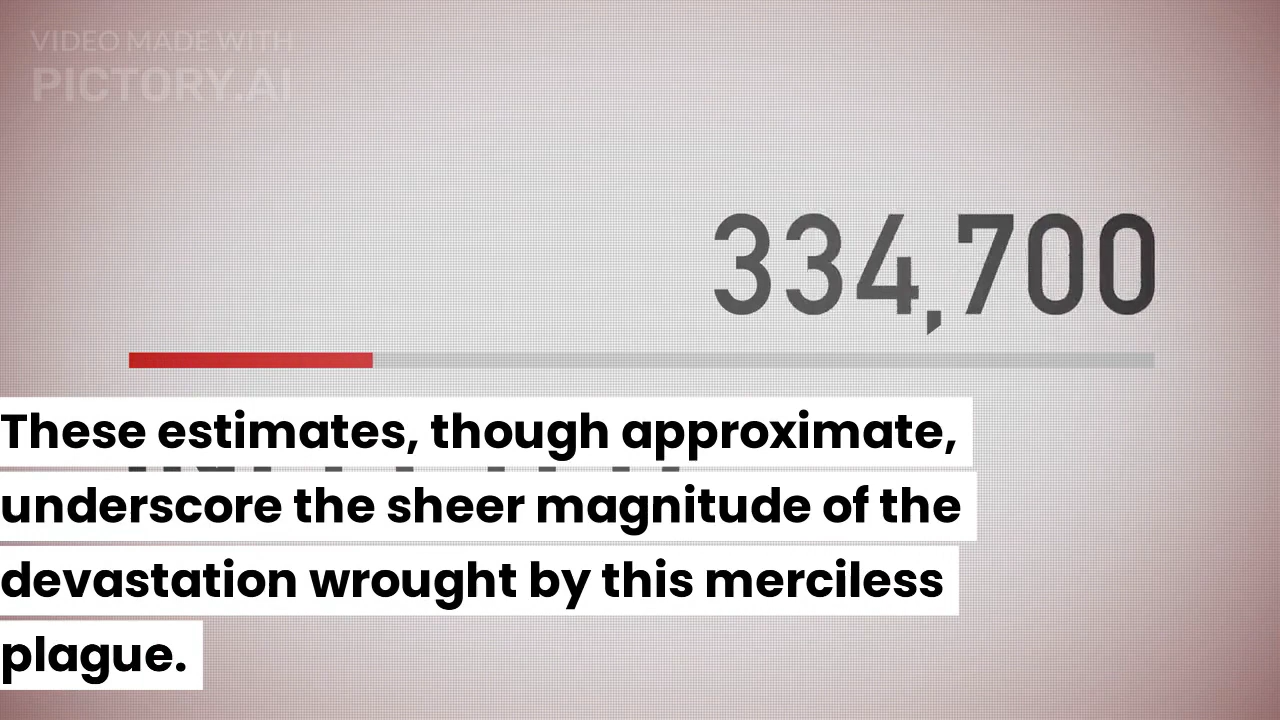 VIDEO MADE WITH
PICTORY.AI
334,700
These estimates, though approximate,
underscore the sheer magnitude of the
devastation wrought by this merciless
plague.